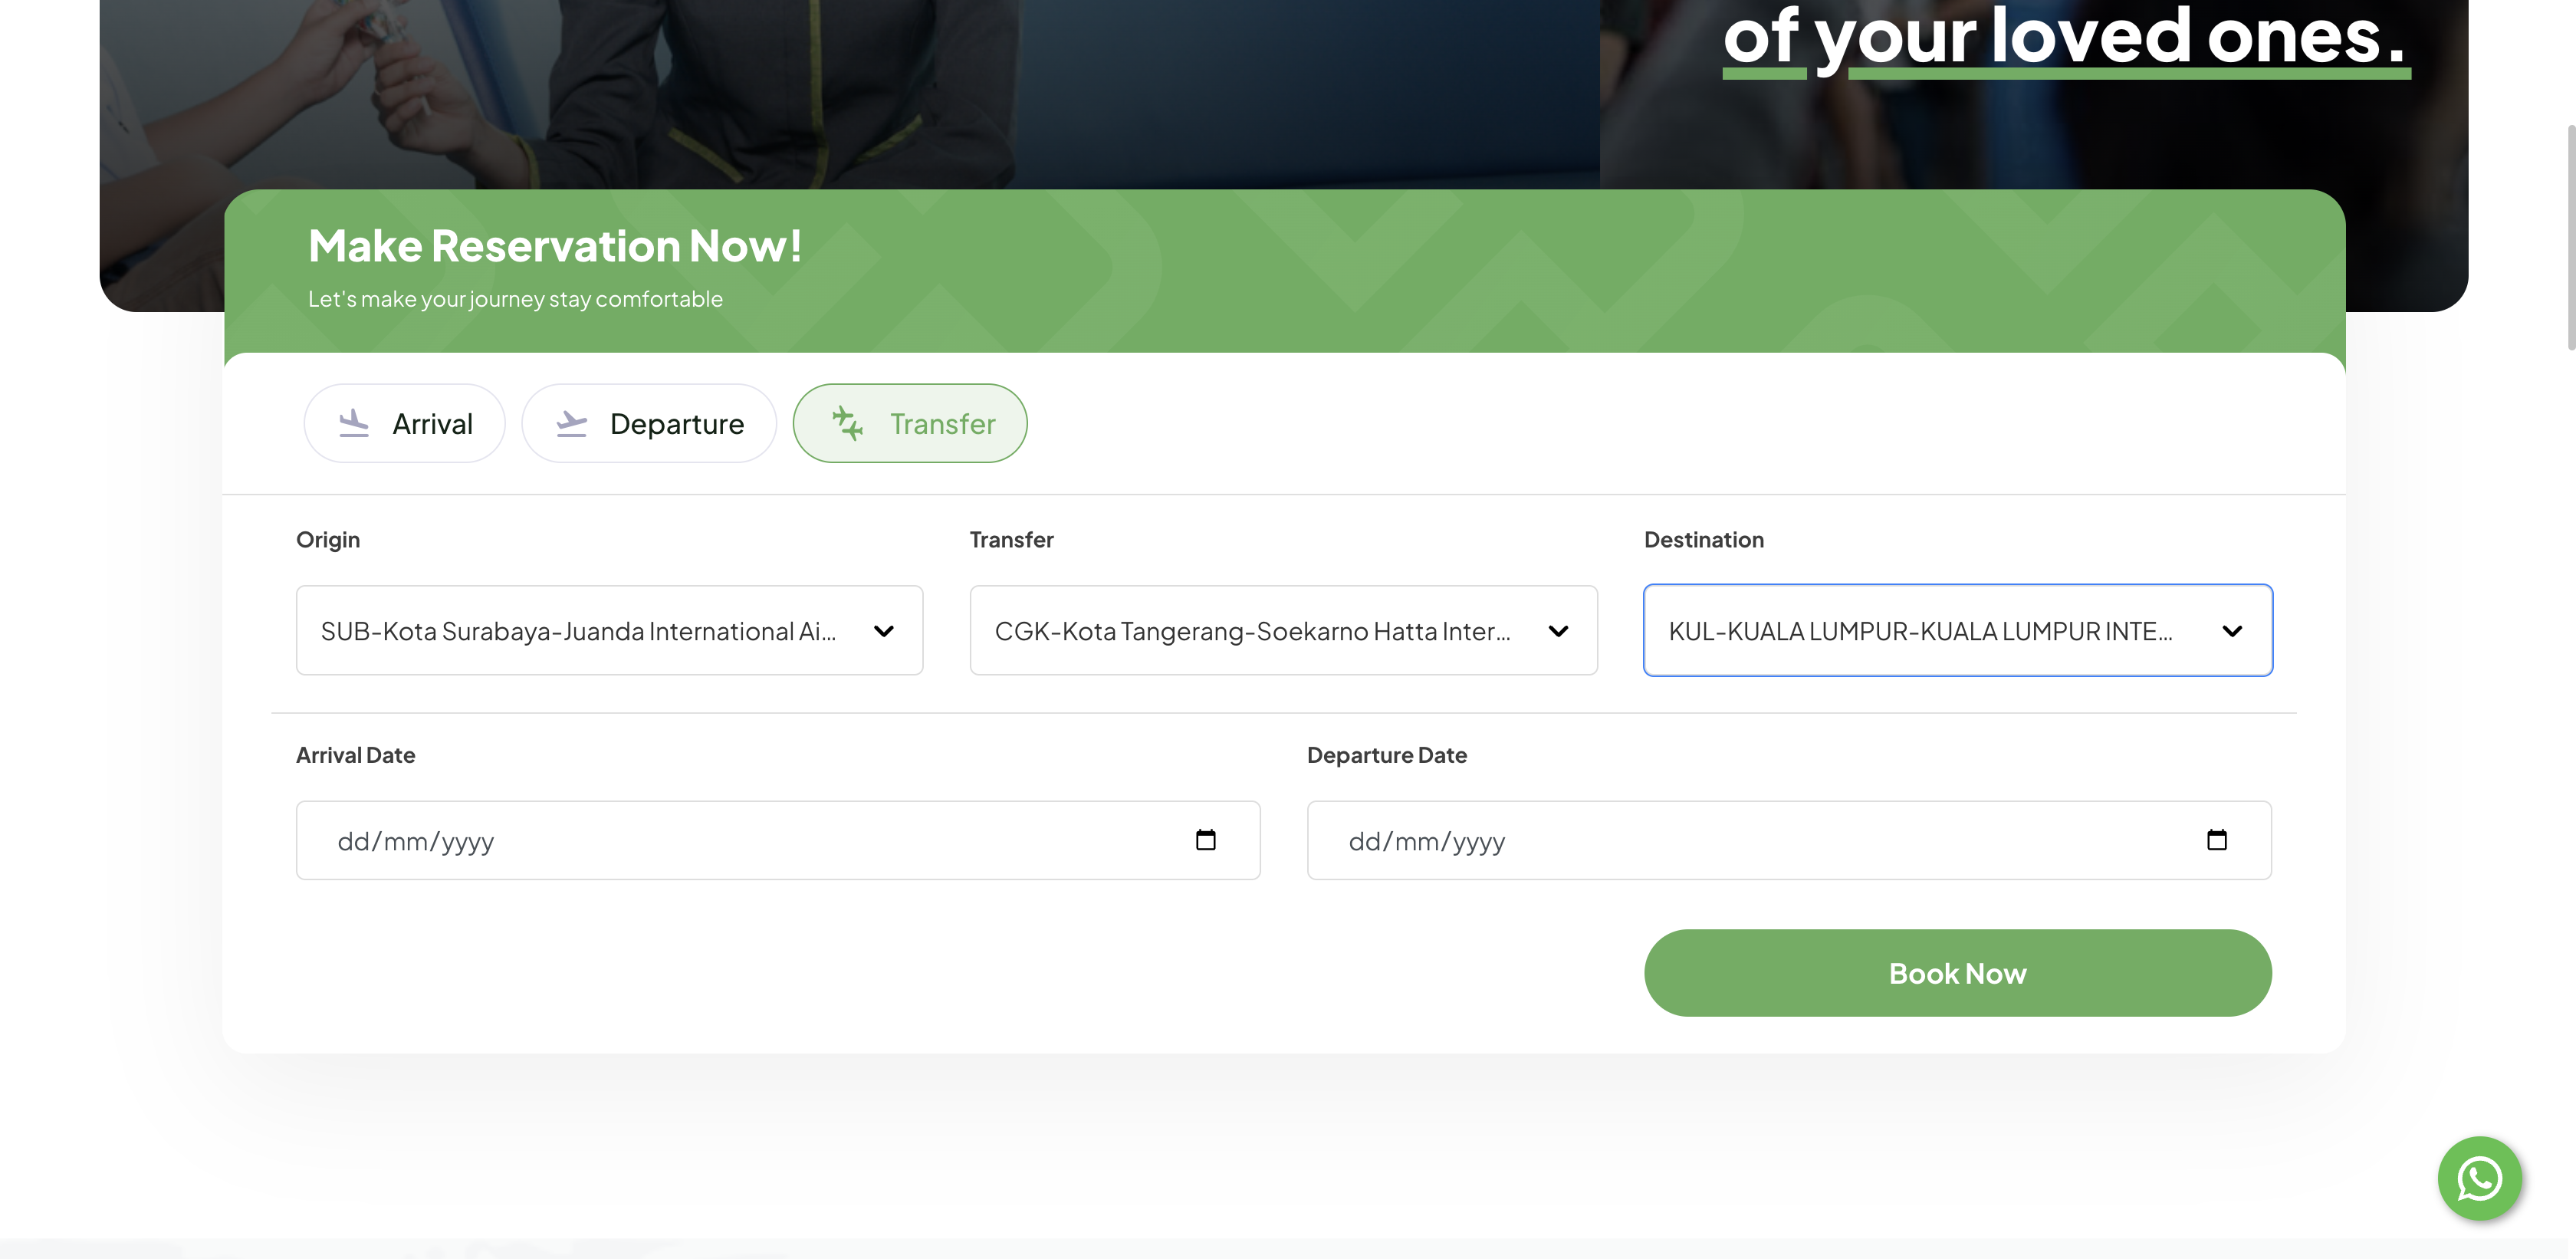 of your loved ones.
Make Reservation Now!
Let's make your journey stay comfortable
Arrival
Departure
Transfer
Origin
Transfer
Destination
SUB-Kota Surabaya-Juanda International Ai...
CGK-Kota Tangerang-Soekarno Hatta Inter...
KUL-KUALA LUMPUR-KUALA LUMPUR INTE...
Arrival Date
Departure Date
dd/mm/yyyy
dd/mm/yyyy
Book Now